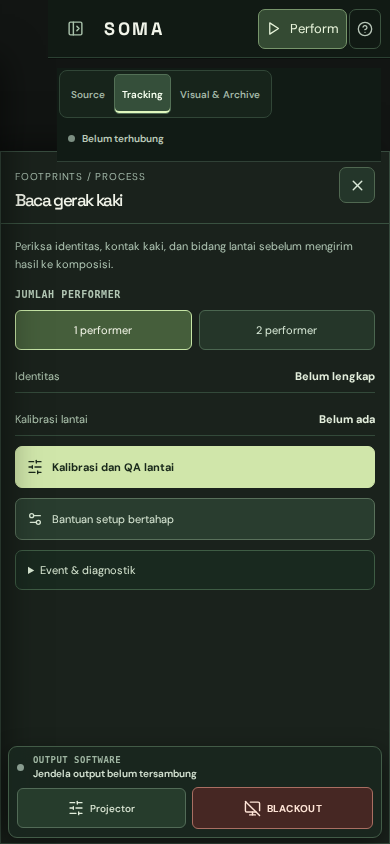 SOMA
Perform
Source
Tracking
Visual & Archive
Belum terhubung
FOOTPRINTS / PROCESS
Baca gerak kaki
Periksa identitas, kontak kaki, dan bidang lantai sebelum mengirim
hasil ke komposisi.
JUMLAH PERFORMER
1 performer
2 performer
Identitas
Belum lengkap
Kalibrasi lantai
Belum ada
Kalibrasi dan QA lantai
Bantuan setup bertahap
Event & diagnostik
OUTPUT SOFTWARE
Jendela output belum tersambung
Projector
BLACKOUT